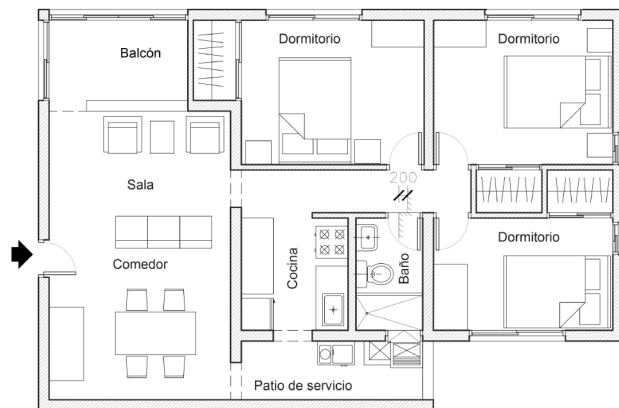 Balcón
Dormitorio
Dormitorio
Sala
200
Comedor
Cocina
Baño
Dormitorio
Patio de servicio